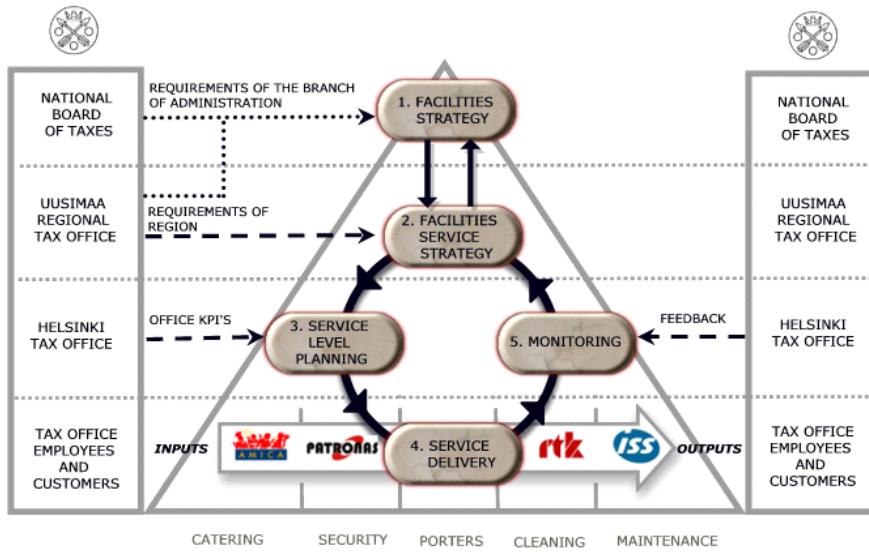 NATIONAL
BOARD
OF TAXES
UUSIMAA
REGIONAL
TAX OFFICE
HELSINKI
TAX OFFICE
TAX OFFICE
EMPLOYEES
AND
CUSTOMERS
REQUIREMENTS OF THE BRANCH
OF ADMINISTRATION
REQUIREMENTS OF
REGION
OFFICE KPI'S
1. FACILITIES
STRATEGY
2. FACILITIES
SERVICE
STRATEGY
3. SERVICE
LEVEL
PLANNING
5. MONITORING
FEEDBACK
INPUTS
AMICA
PATRONAS
4. SERVICE
DELIVERY
rtk
ISS
OUTPUTS
CATERING
SECURITY
PORTERS
CLEANING
MAINTENANCE
NATIONAL
BOARD
OF TAXES
UUSIMAA
REGIONAL
TAX OFFICE
HELSINKI
TAX OFFICE
TAX OFFICE
EMPLOYEES
AND
CUSTOMERS